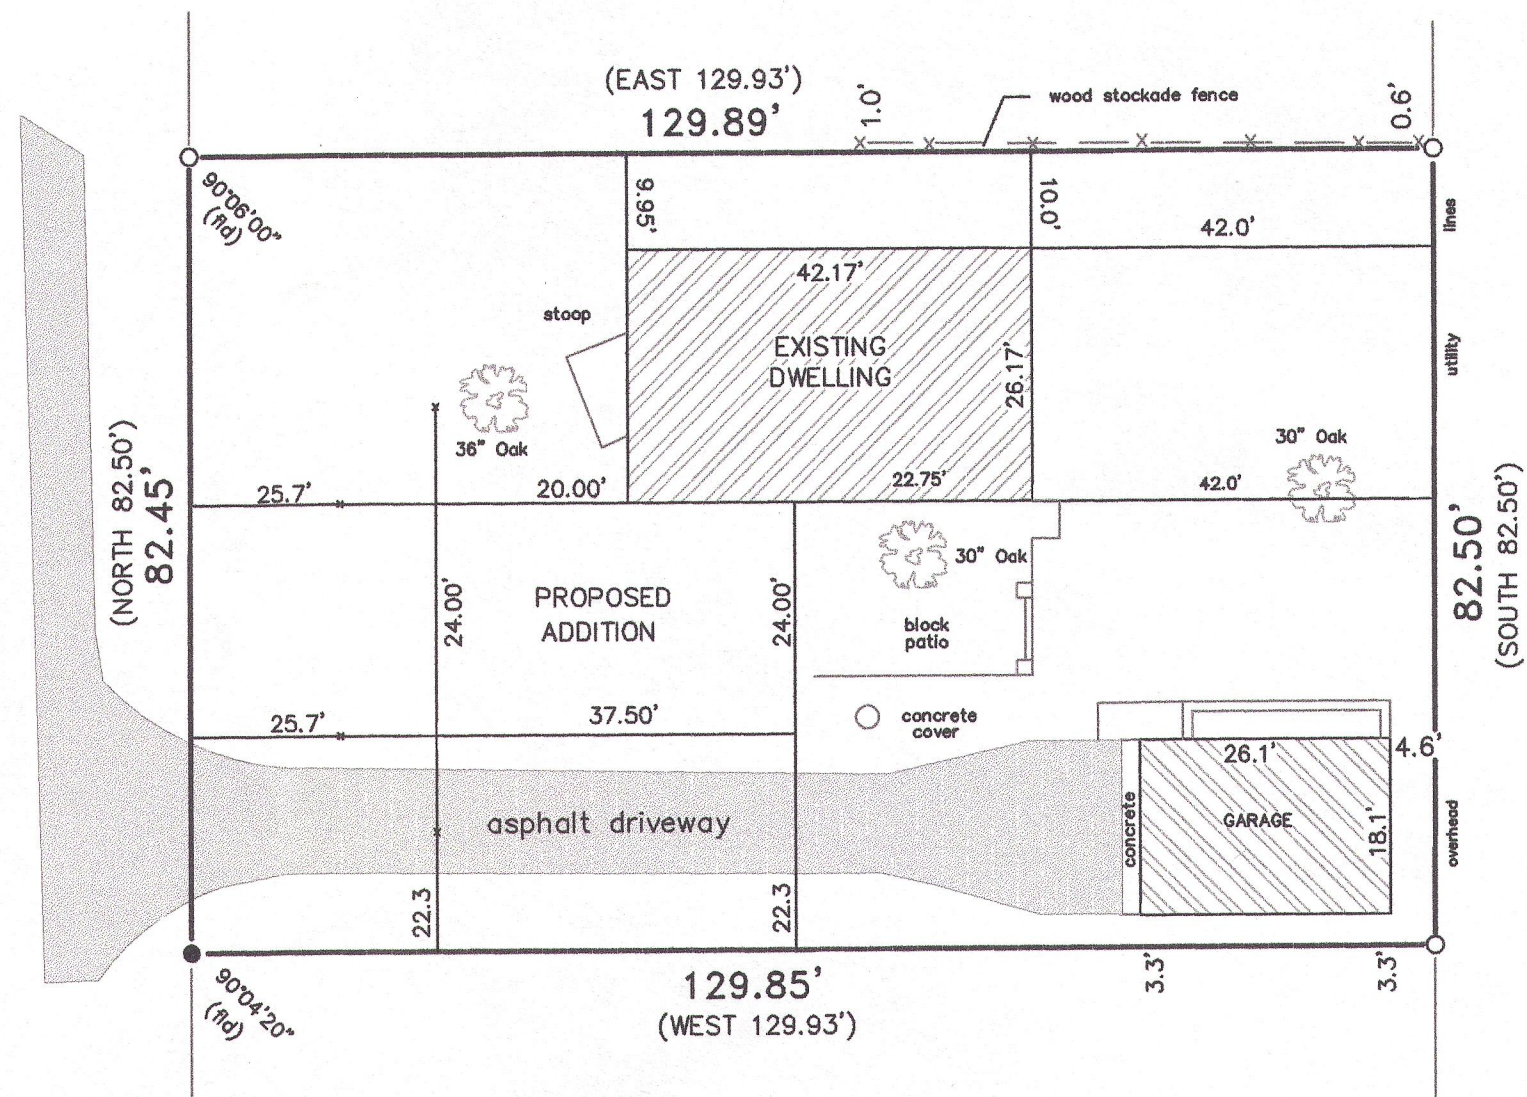 (EAST 129.93')
129.89'
1.0'
wood stockade fence
0.6'
90°06'00"
(fld)
9.95'
10.0'
42.0'
lines
42.17'
stoop
EXISTING
DWELLING
26.17'
utility
36" Oak
30" Oak
(NORTH 82.50')
82.45'
25.7'
20.00'
22.75'
42.0'
82.50'
(SOUTH 82.50')
30" Oak
24.00'
PROPOSED
ADDITION
24.00'
block
patio
25.7'
37.50'
concrete
cover
4.6'
26.1'
asphalt driveway
concrete
GARAGE
18.1'
overhead
22.3
22.3
90°04'20"
(fld)
129.85'
(WEST 129.93')
3.3'
3.3'